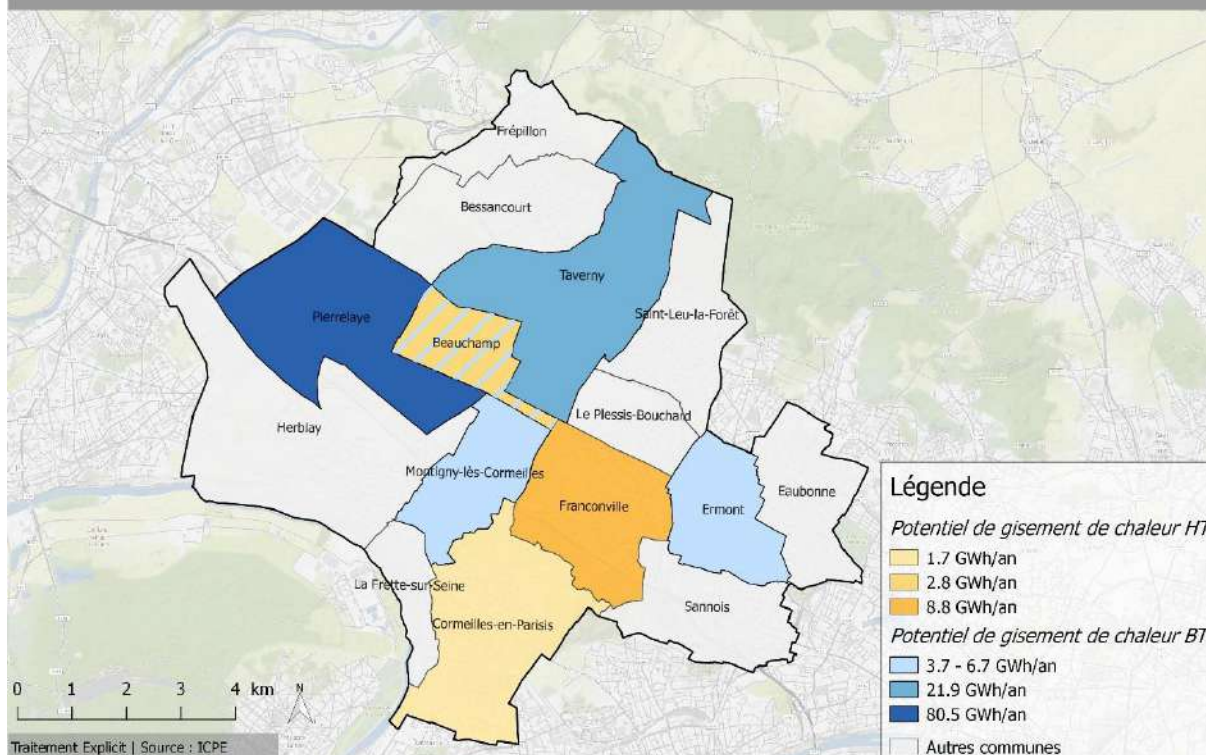 Frépillon
Bessancourt
Taverny
Pierrelaye
Saint-Leu-la-Forêt
Beauchamp
Le Plessis-Bouchard
Herblay
Montigny-lès-Cormeilles
Eaubonne
Franconville
Ermont
La Frette-sur-Seine
Sannois
Cormeilles-en-Parisis
Légende
Potentiel de gisement de chaleur HT
1.7 GWh/an
2.8 GWh/an
8.8 GWh/an
Potentiel de gisement de chaleur BT
3.7 - 6.7 GWh/an
21.9 GWh/an
80.5 GWh/an
Autres communes
0 1 2 3 4 km
N
Traitement Explicit | Source : ICPE